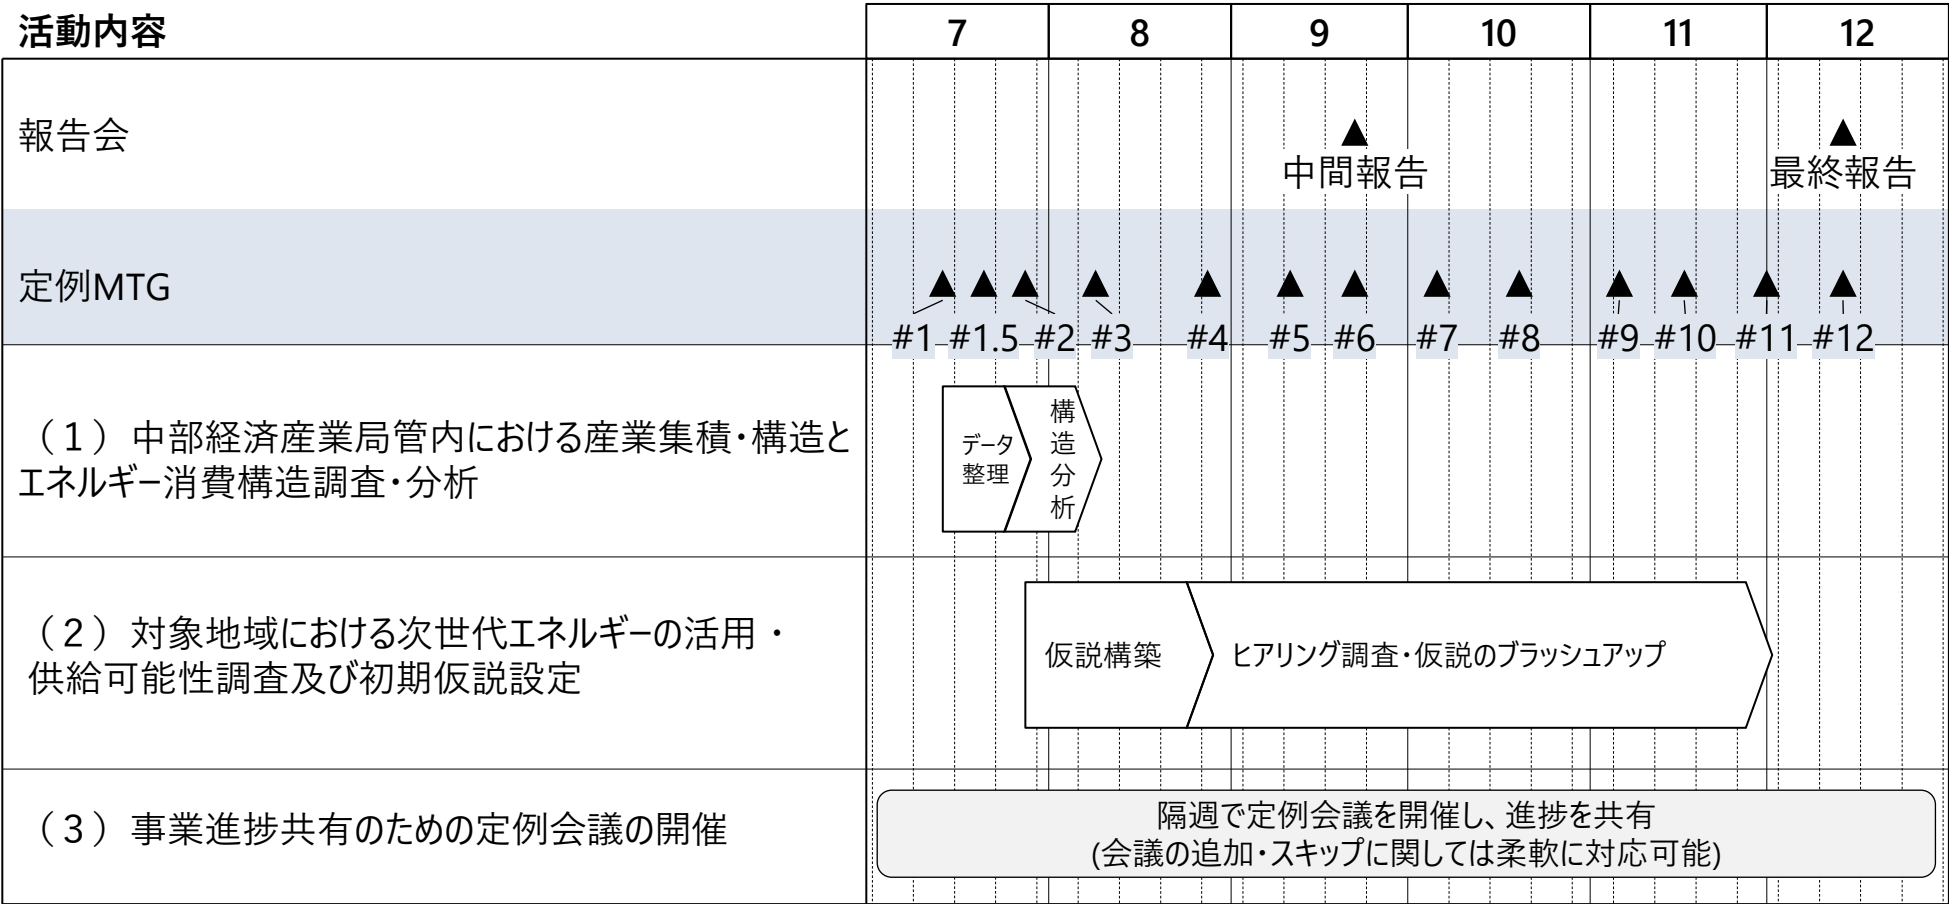 活動内容
7 8 9 10 11 12
報告会
▲ ▲
中間報告 最終報告
定例MTG
▲ ▲ ▲ ▲ ▲ ▲ ▲ ▲ ▲ ▲ ▲ ▲ ▲
#1 #1.5 #2 #3 #4 #5 #6 #7 #8 #9 #10 #11 #12
（1）中部経済産業局管内における産業集積・構造と
エネルギー消費構造調査・分析
データ
整理
構
造
分
析
（2）対象地域における次世代エネルギーの活用・
供給可能性調査及び初期仮説設定
仮説構築
ヒアリング調査・仮説のブラッシュアップ
（3）事業進捗共有のための定例会議の開催
隔週で定例会議を開催し、進捗を共有
(会議の追加・スキップに関しては柔軟に対応可能)